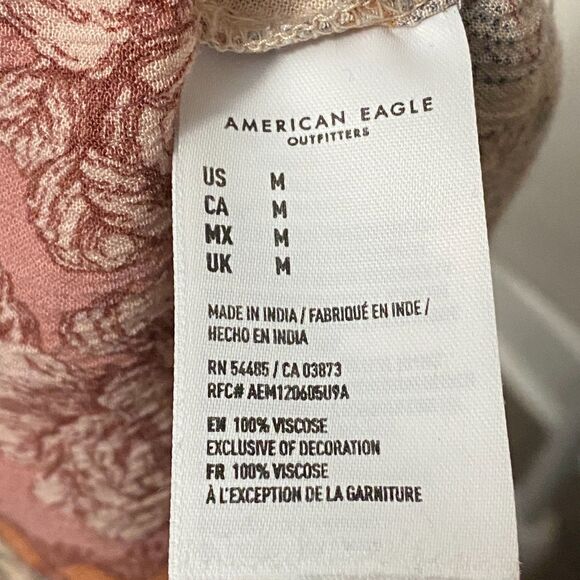 AMERICAN EAGLE
OUTFITTERS
US M
CA M
MX M
UK M
MADE IN INDIA / FABRIQUÉ EN INDE /
HECHO EN INDIA
RN 54485 / CA 03873
RFC# AEM120605U9A
EN 100% VISCOSE
EXCLUSIVE OF DECORATION
FR 100% VISCOSE
À L'EXCEPTION DE LA GARNITURE